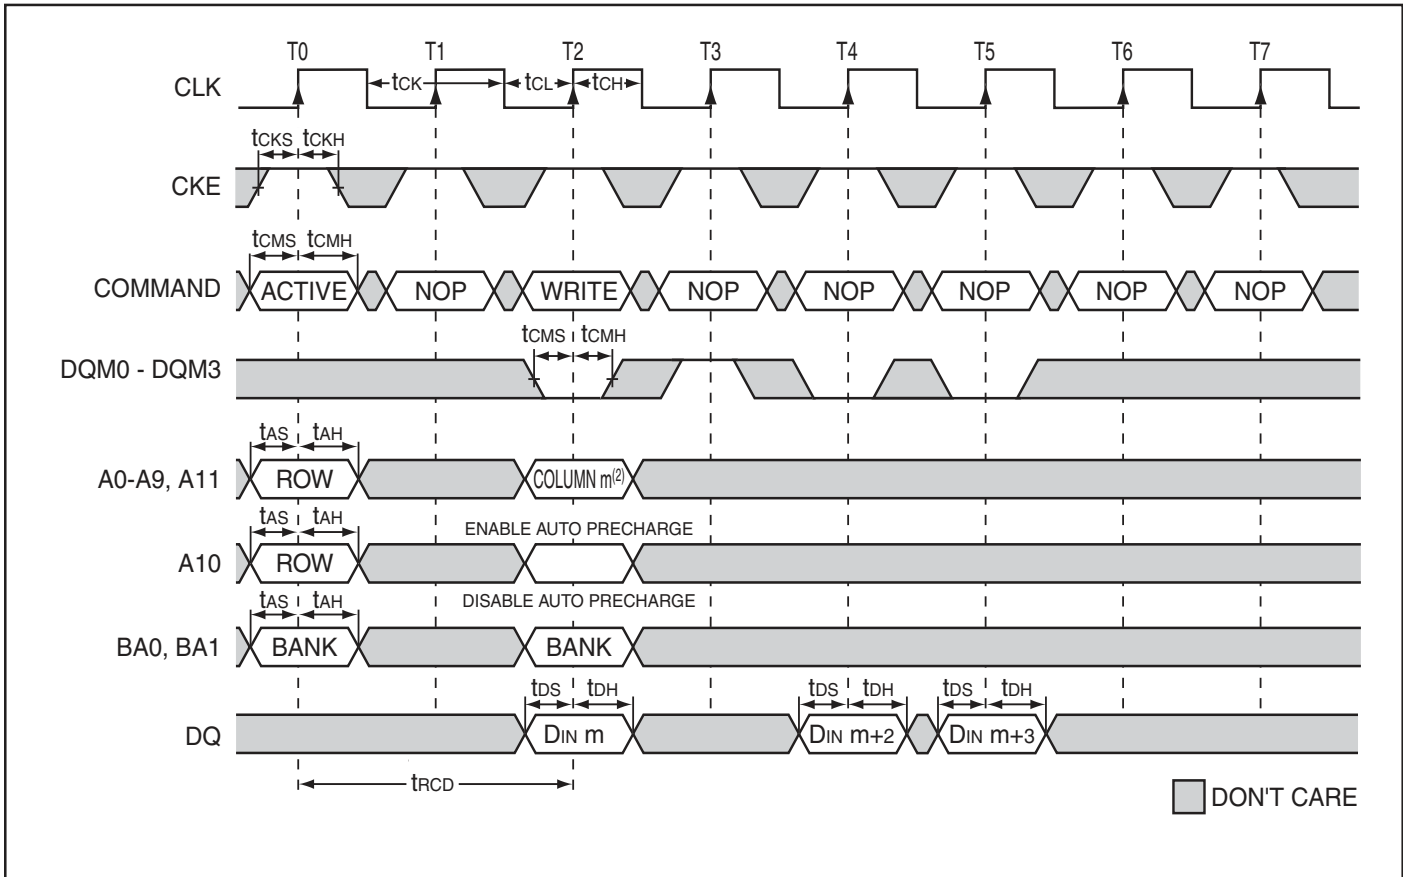 T0 T1 T2 T3 T4 T5 T6 T7
CLK tCK tCL tCH
tCKS tCKH
CKE
tCMS tCMH
COMMAND ACTIVE NOP WRITE NOP NOP NOP NOP NOP
tCMS tCMH
DQM0 - DQM3
tAS tAH
A0-A9, A11 ROW COLUMN m(2)
tAS tAH ENABLE AUTO PRECHARGE
A10 ROW
tAS tAH DISABLE AUTO PRECHARGE
BA0, BA1 BANK BANK
tDS tDH tDS tDH tDS tDH
DQ DIN m DIN m+2 DIN m+3
tRCD
DON'T CARE